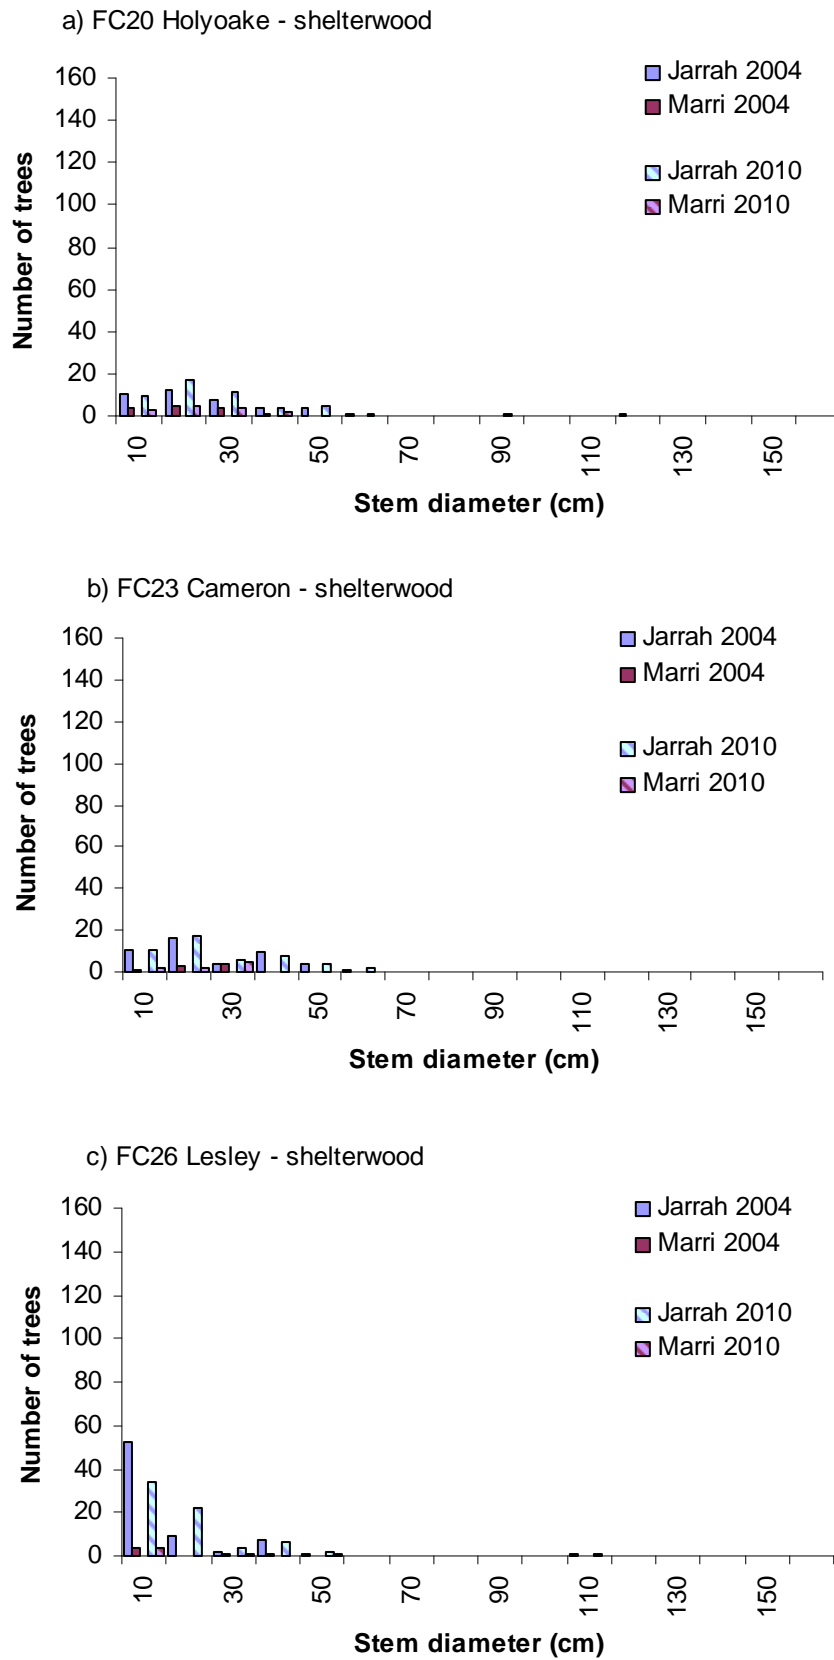 a) FC20 Holyoake - shelterwood
160
140
120
100
80
60
40
20
0
Number of trees
Jarrah 2004
Marri 2004
Jarrah 2010
Marri 2010
10
30
50
70
90
110
130
150
Stem diameter (cm)
b) FC23 Cameron - shelterwood
160
140
120
100
80
60
40
20
0
Number of trees
Jarrah 2004
Marri 2004
Jarrah 2010
Marri 2010
10
30
50
70
90
110
130
150
Stem diameter (cm)
c) FC26 Lesley - shelterwood
160
140
120
100
80
60
40
20
0
Number of trees
Jarrah 2004
Marri 2004
Jarrah 2010
Marri 2010
10
30
50
70
90
110
130
150
Stem diameter (cm)